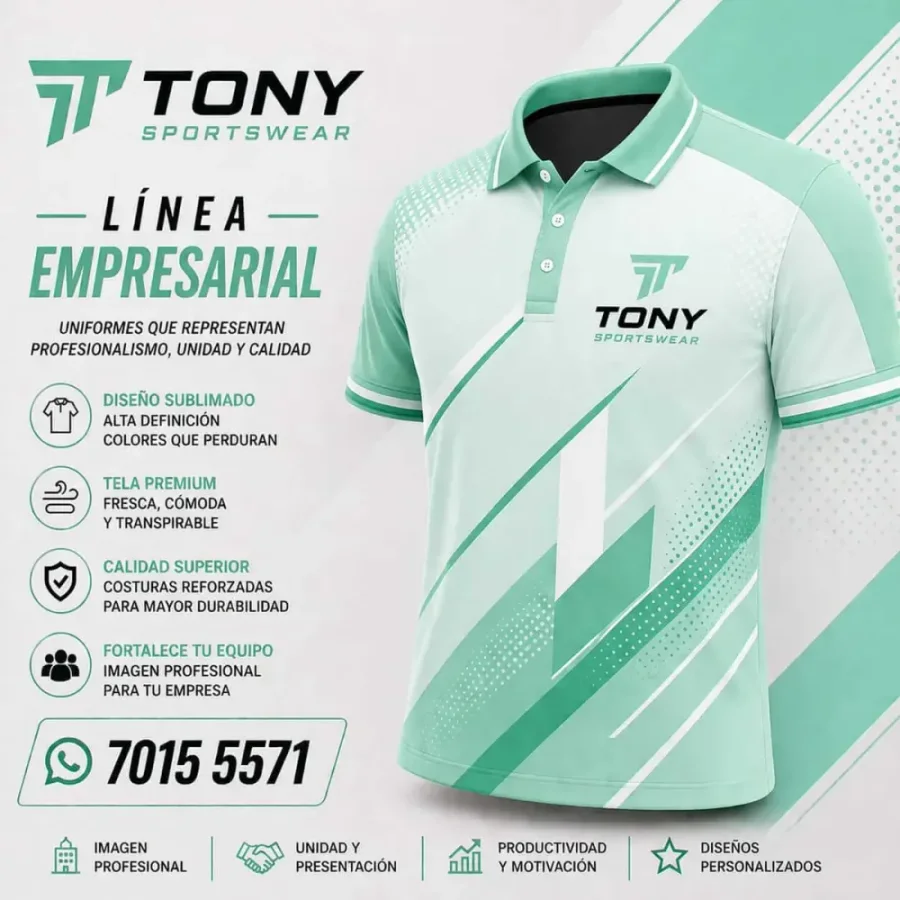 TONY
SPORTSWEAR
LÍNEA
EMPRESARIAL
UNIFORMES QUE REPRESENTAN
PROFESIONALISMO, UNIDAD Y CALIDAD
DISEÑO SUBLIMADO
ALTA DEFINICIÓN
COLORES QUE PERDURAN
TELA PREMIUM
FRESCA, CÓMODA
Y TRANSPIRABLE
CALIDAD SUPERIOR
COSTURAS REFORZADAS
PARA MAYOR DURABILIDAD
FORTALECE TU EQUIPO
IMAGEN PROFESIONAL
PARA TU EMPRESA
7015 5571
TONY
SPORTSWEAR
IMAGEN
PROFESIONAL
UNIDAD Y
PRESENTACIÓN
PRODUCTIVIDAD
Y MOTIVACIÓN
DISEÑOS
PERSONALIZADOS